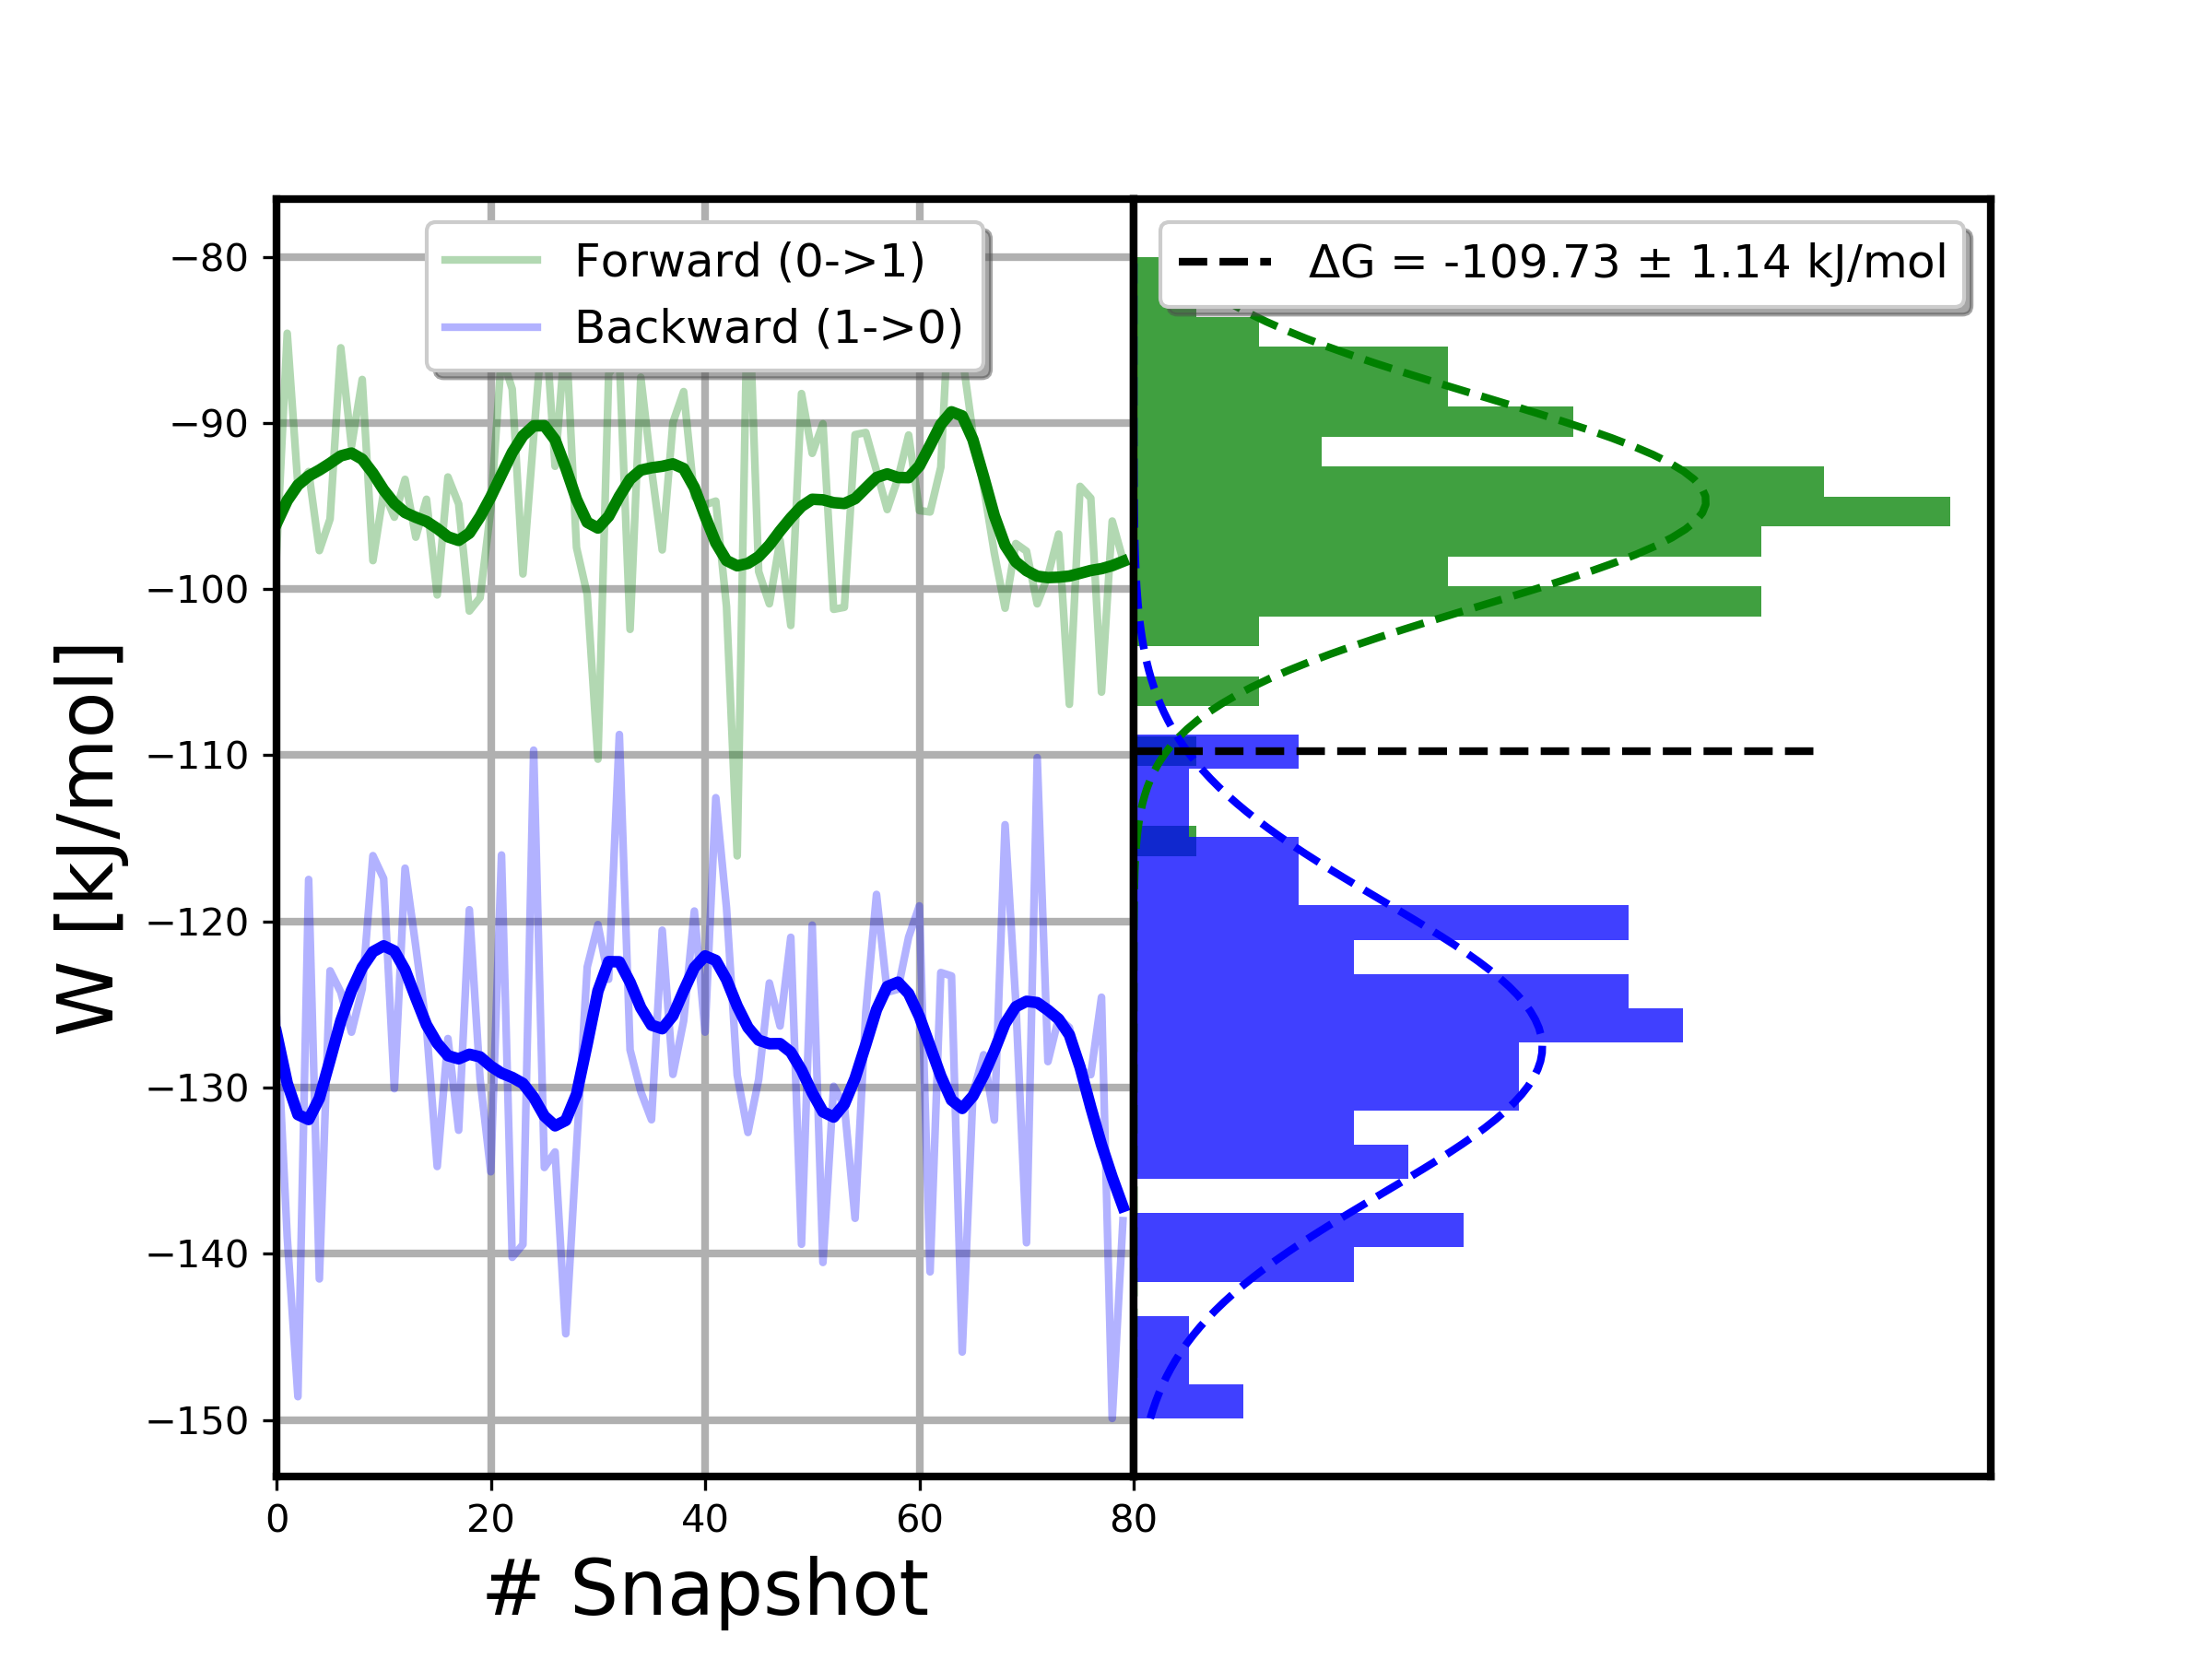 Forward (0->1)
Backward (1->0)
ΔG = -109.73 ± 1.14 kJ/mol
W [kJ/mol]
−80
−90
−100
−110
−120
−130
−140
−150
0 20 40 60 80
# Snapshot